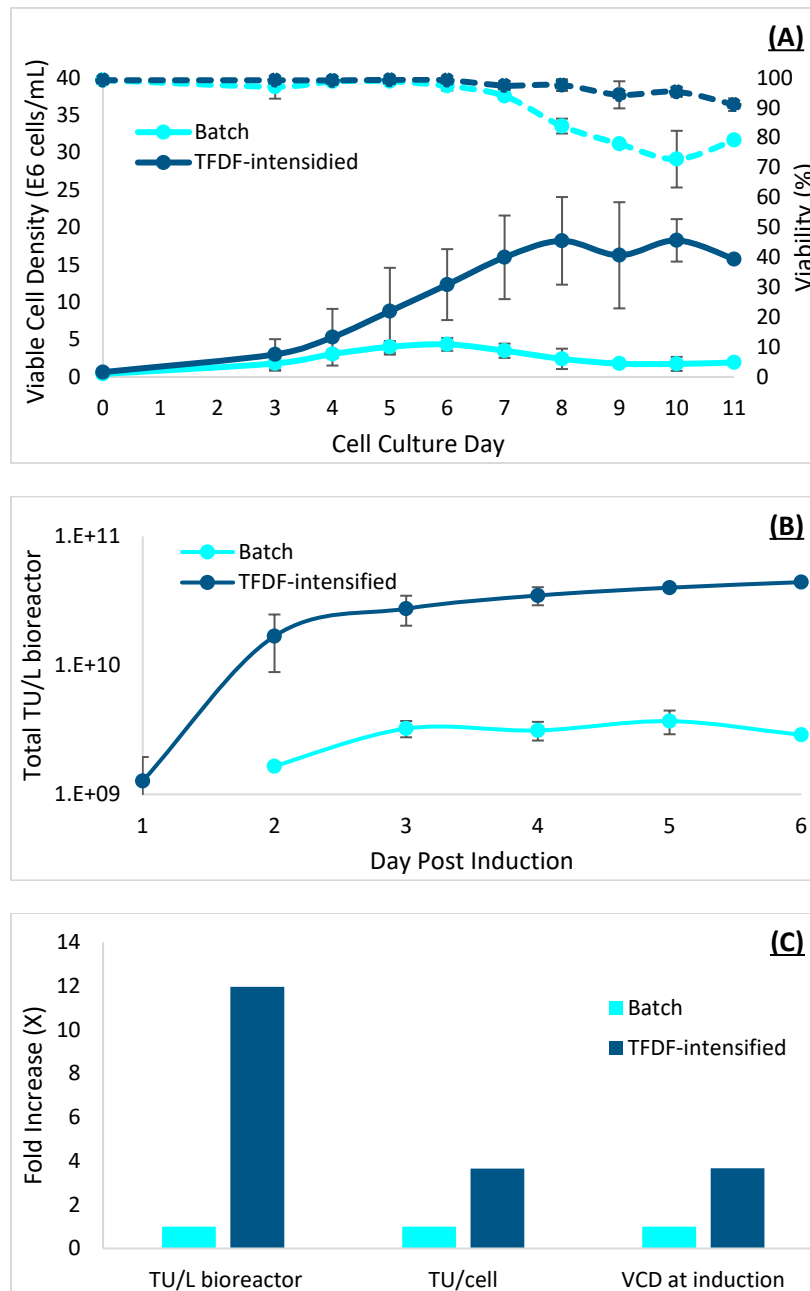 (A)
Viable Cell Density (E6 cells/mL)
40
35
30
25
20
15
10
5
0
Batch
TFDF-intensidied
100
90
80
70
60
50
40
30
20
10
0
Viability (%)
0 1 2 3 4 5 6 7 8 9 10 11
Cell Culture Day
(B)
Total TU/L bioreactor
1.E+11
1.E+10
1.E+09
Batch
TFDF-intensified
1 2 3 4 5 6
Day Post Induction
(C)
Fold Increase (X)
14
12
10
8
6
4
2
0
Batch
TFDF-intensified
TU/L bioreactor TU/cell VCD at induction